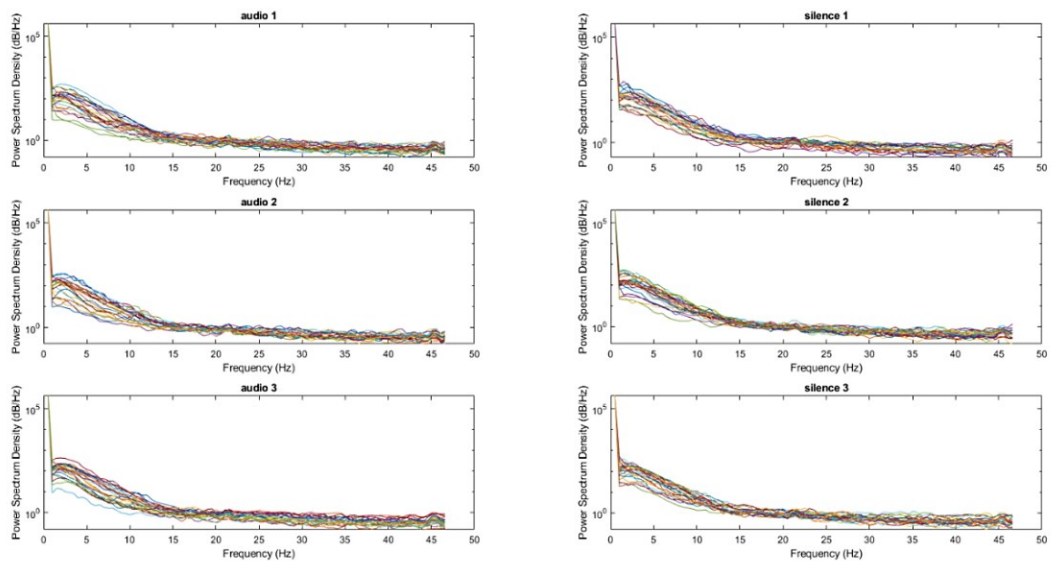 audio 1
Power Spectrum Density (dB/Hz)
10^5
10^0
0 5 10 15 20 25 30 35 40 45 50
Frequency (Hz)
silence 1
Power Spectrum Density (dB/Hz)
10^5
10^0
0 5 10 15 20 25 30 35 40 45 50
Frequency (Hz)
audio 2
Power Spectrum Density (dB/Hz)
10^5
10^0
0 5 10 15 20 25 30 35 40 45 50
Frequency (Hz)
silence 2
Power Spectrum Density (dB/Hz)
10^5
10^0
0 5 10 15 20 25 30 35 40 45 50
Frequency (Hz)
audio 3
Power Spectrum Density (dB/Hz)
10^5
10^0
0 5 10 15 20 25 30 35 40 45 50
Frequency (Hz)
silence 3
Power Spectrum Density (dB/Hz)
10^5
10^0
0 5 10 15 20 25 30 35 40 45 50
Frequency (Hz)